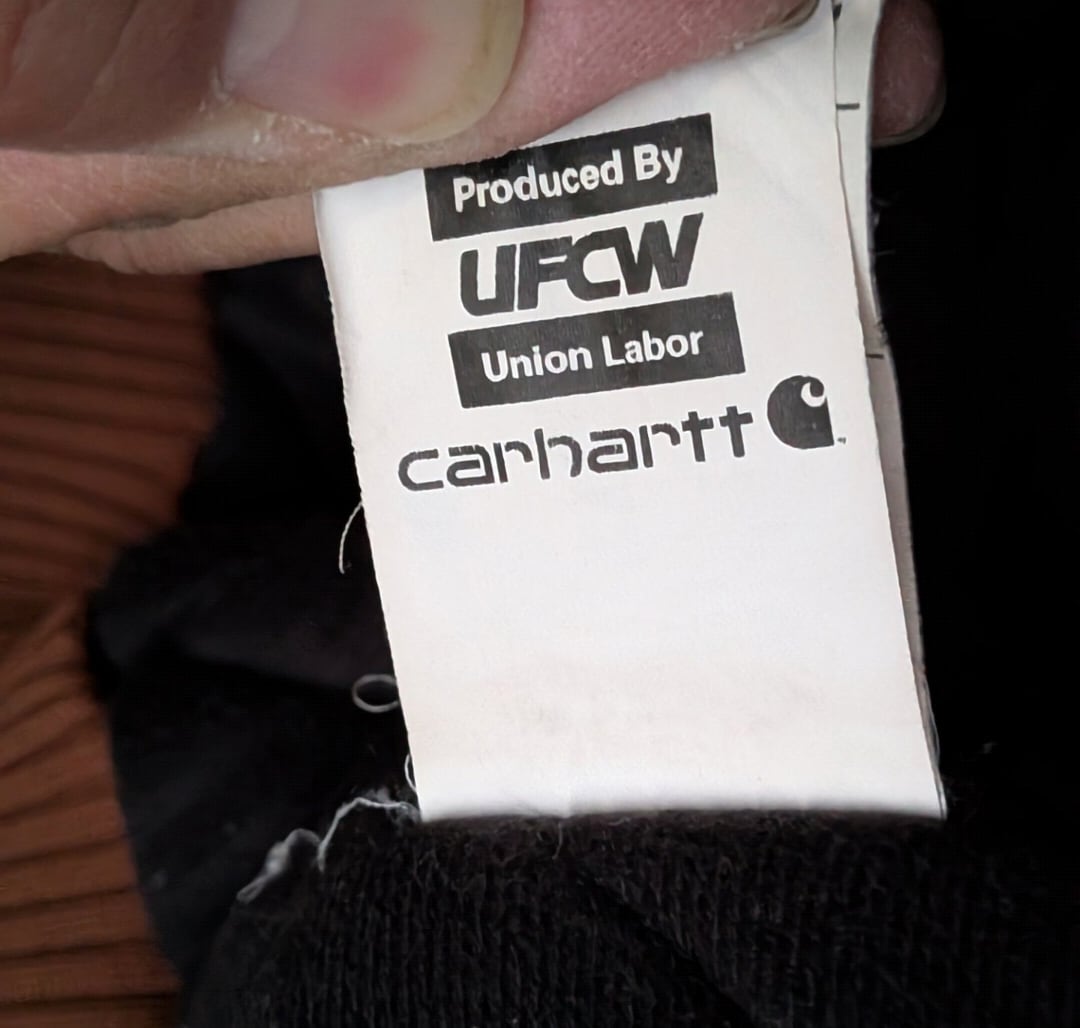 Produced By
UFCW
Union Labor
carhartt